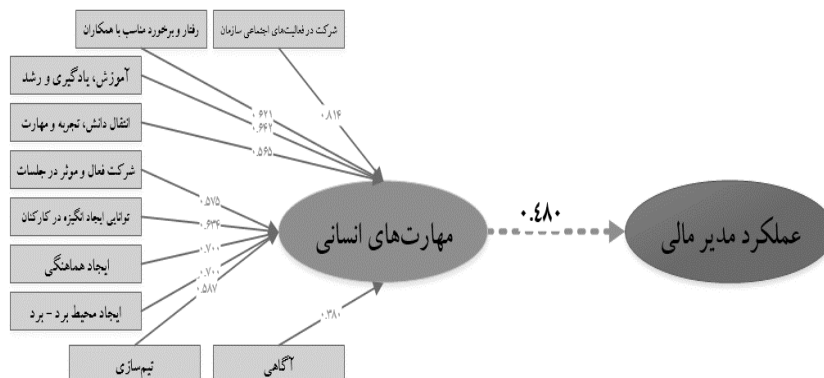 شرکت در فعالیت‌های اجتماعی سازمان
رفتار و برخورد مناسب با همکاران
آموزش، یادگیری و رشد
انتقال دانش، تجربه و مهارت
شرکت فعال و موثر در جلسات
توانایی ایجاد انگیزه در کارکنان
ایجاد هماهنگی
ایجاد محیط برد - برد
تیم‌سازی
آگاهی
۰.۸۱۴
۰.۶۲۱
۰.۶۴۲
۰.۵۶۵
۰.۵۷۵
۰.۶۳۴
۰.۷۰۰
۰.۷۰۰
۰.۵۸۷
۰.۳۸۰
مهارت‌های انسانی
۰.۴۸۰
عملکرد مدیر مالی